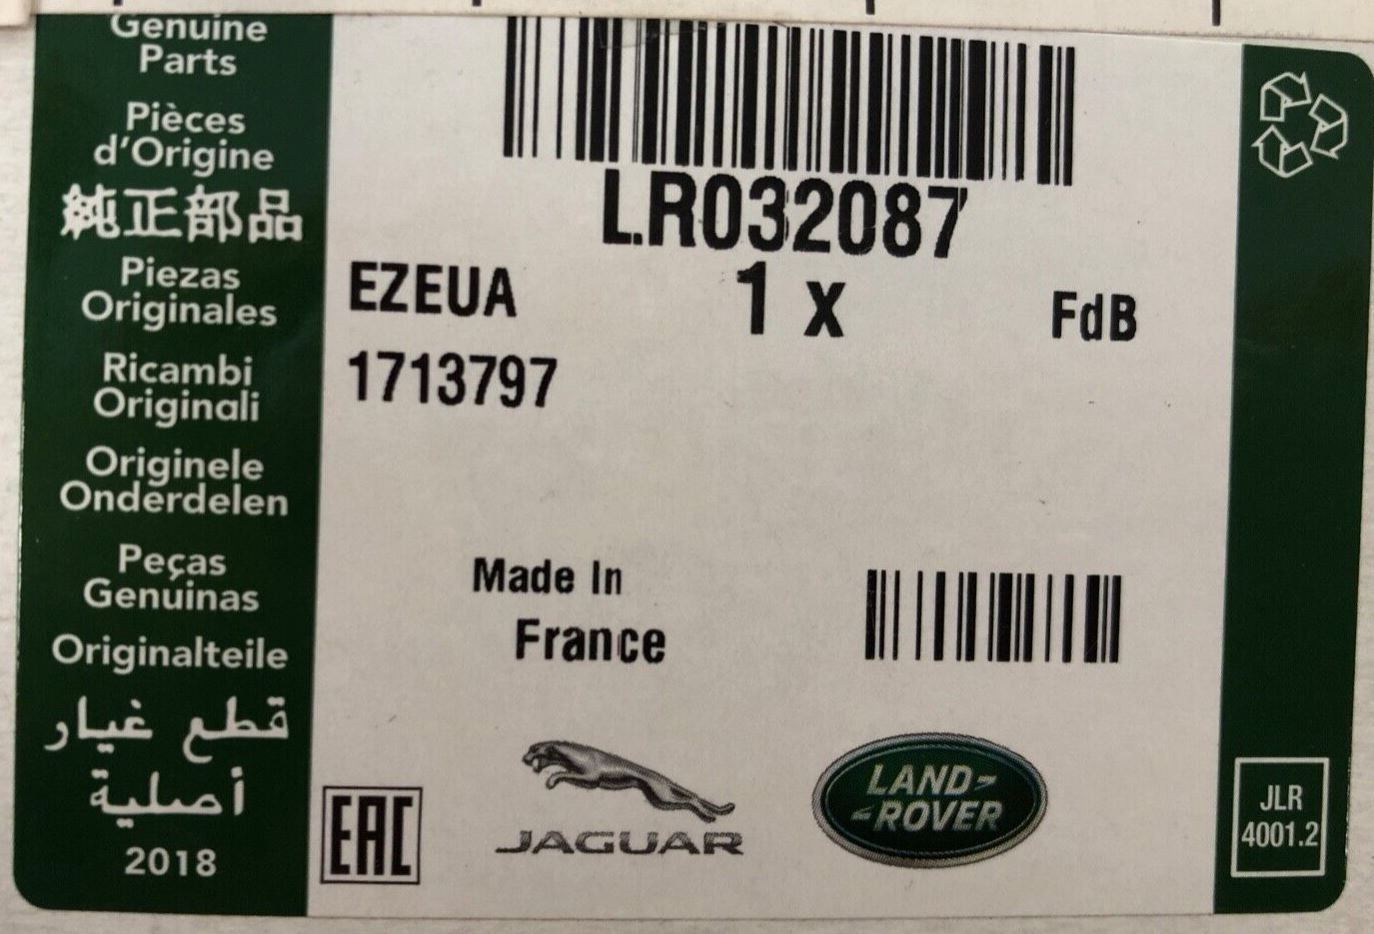 Genuine
Parts
Pièces
d'Origine
純正部品
Piezas
Originales
Ricambi
Originali
Originele
Onderdelen
Peças
Genuinas
Originalteile
قطع غيار
أصلية
2018
LR032087
EZEUA
1 x
FdB
1713797
Made In
France
EAC
JAGUAR
LAND-
-ROVER
JLR
4001.2